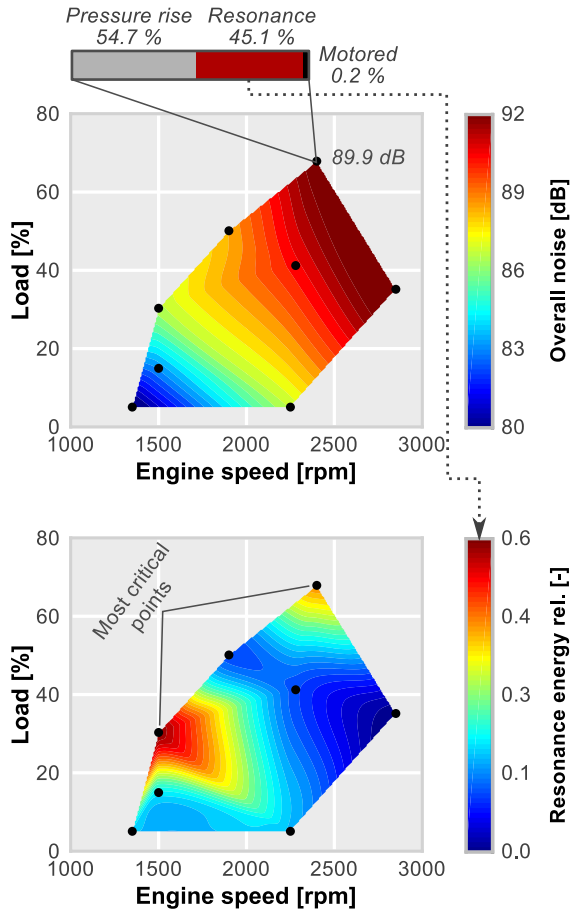 Pressure rise
54.7 %
Resonance
45.1 %
Motored
0.2 %
89.9 dB
80
60
40
20
0
Load [%]
1000
1500
2000
2500
3000
Engine speed [rpm]
92
89
86
83
80
Overall noise [dB]
Most critical
points
80
60
40
20
0
Load [%]
1000
1500
2000
2500
3000
Engine speed [rpm]
0.6
0.4
0.3
0.1
0.0
Resonance energy rel. [-]